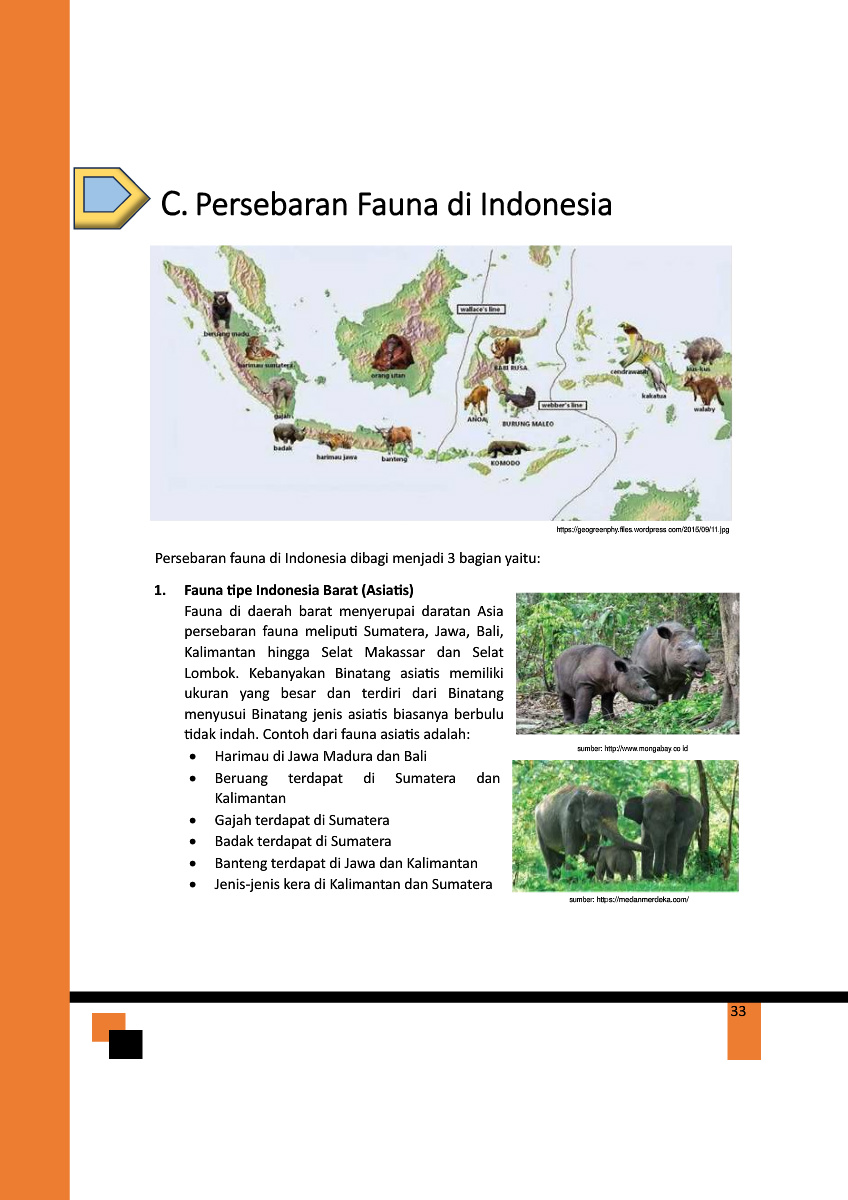 C. Persebaran Fauna di Indonesia
wallace's line
beruang madu
harimau sumatera
orang utan
BABI RUSA
cendrawasih
kus-kus
kakatua
walaby
gajah
ANOA
webber's line
BURUNG MALEO
badak
harimau jawa
banteng
KOMODO
https://geogreenphy.files.wordpress.com/2015/09/11.jpg
Persebaran fauna di Indonesia dibagi menjadi 3 bagian yaitu:
1. Fauna tipe Indonesia Barat (Asiatis)
Fauna di daerah barat menyerupai daratan Asia
persebaran fauna meliputi Sumatera, Jawa, Bali,
Kalimantan hingga Selat Makassar dan Selat
Lombok. Kebanyakan Binatang asiatis memiliki
ukuran yang besar dan terdiri dari Binatang
menyusui Binatang jenis asiatis biasanya berbulu
tidak indah. Contoh dari fauna asiatis adalah:
• Harimau di Jawa Madura dan Bali
• Beruang terdapat di Sumatera dan
Kalimantan
• Gajah terdapat di Sumatera
• Badak terdapat di Sumatera
• Banteng terdapat di Jawa dan Kalimantan
• Jenis-jenis kera di Kalimantan dan Sumatera
sumber: http://www.mongabay.co.id
sumber: https://medanmerdeka.com/
33